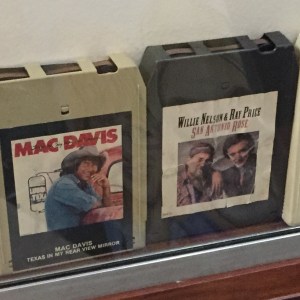 MAC DAVIS
MAC DAVIS
TEXAS IN MY REAR VIEW MIRROR
WILLIE NELSON & RAY PRICE
SAN ANTONIO ROSE